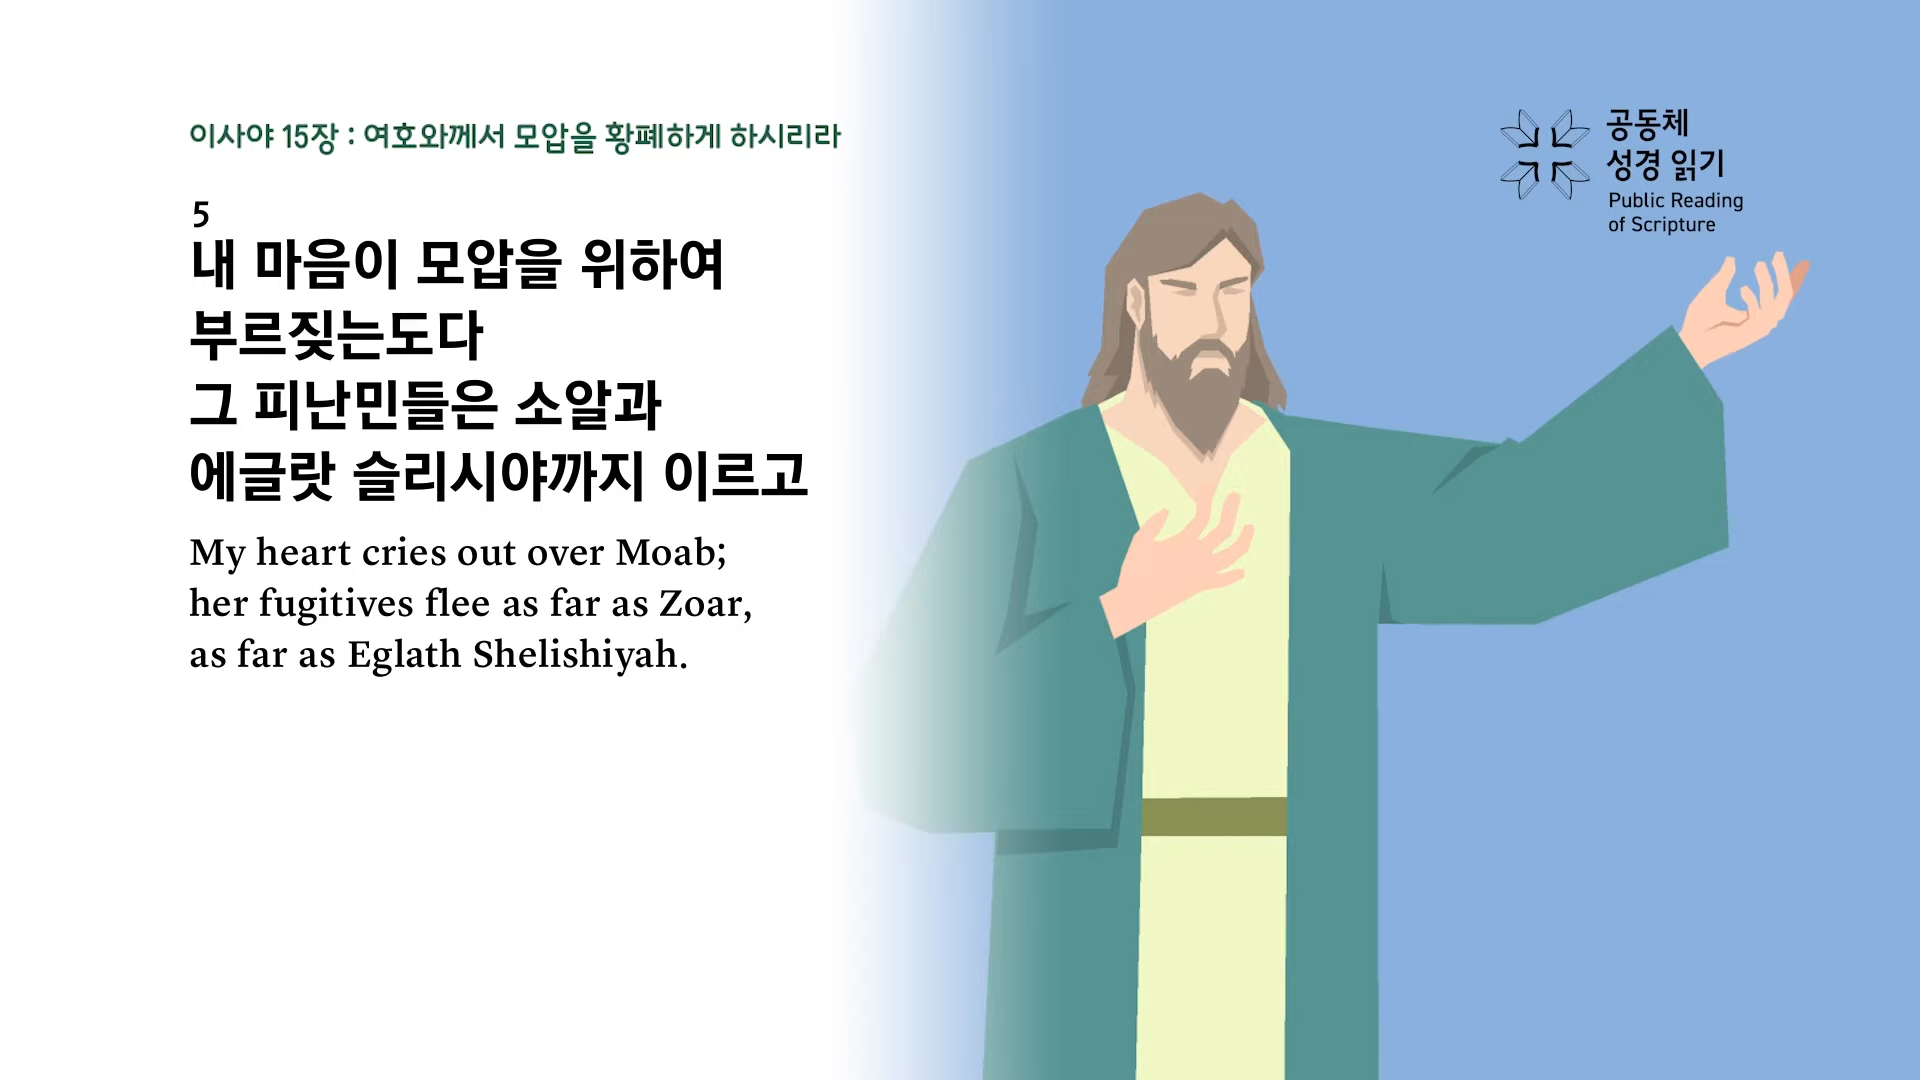 이사야 15장 : 여호와께서 모압을 황폐하게 하시리라
5
내 마음이 모압을 위하여
부르짖는도다
그 피난민들은 소알과
에글랏 슬리시야까지 이르고
My heart cries out over Moab;
her fugitives flee as far as Zoar,
as far as Eglath Shelishiyah.
공동체
성경 읽기
Public Reading
of Scripture